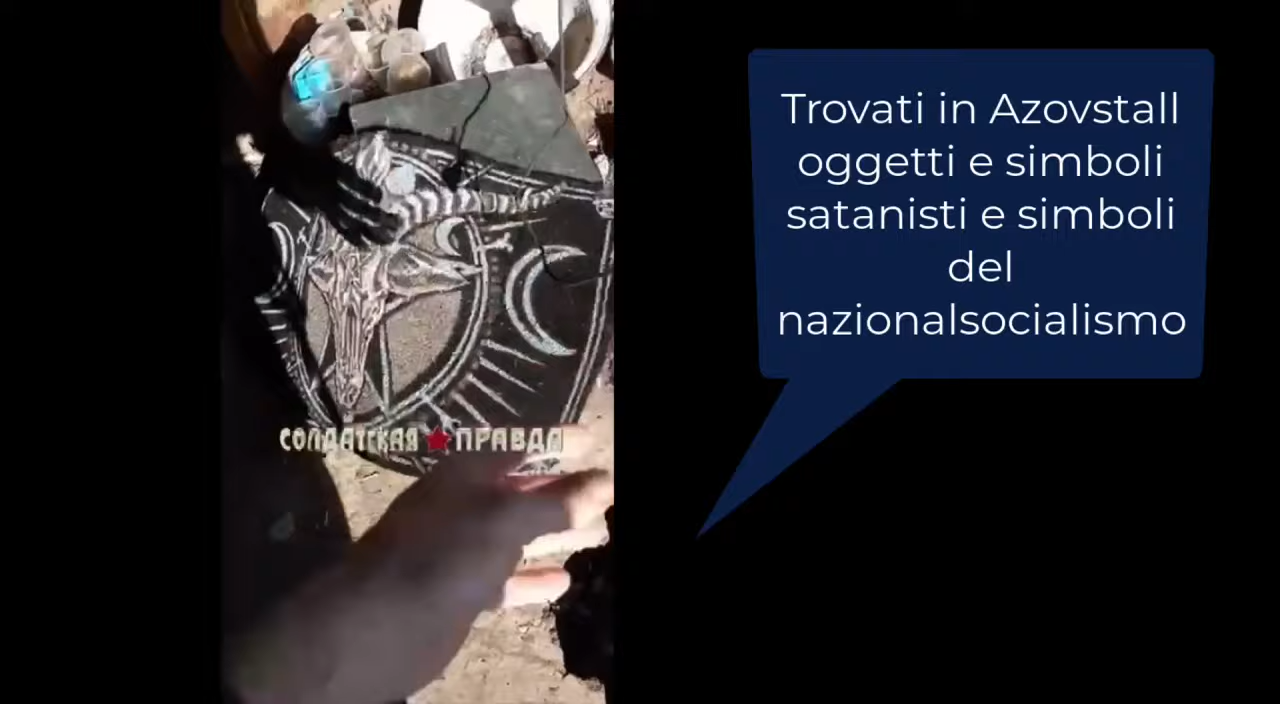 СОЛДАТСКАЯ ПРАВДА
Trovati in Azovstall
oggetti e simboli
satanisti e simboli
del
nazionalsocialismo